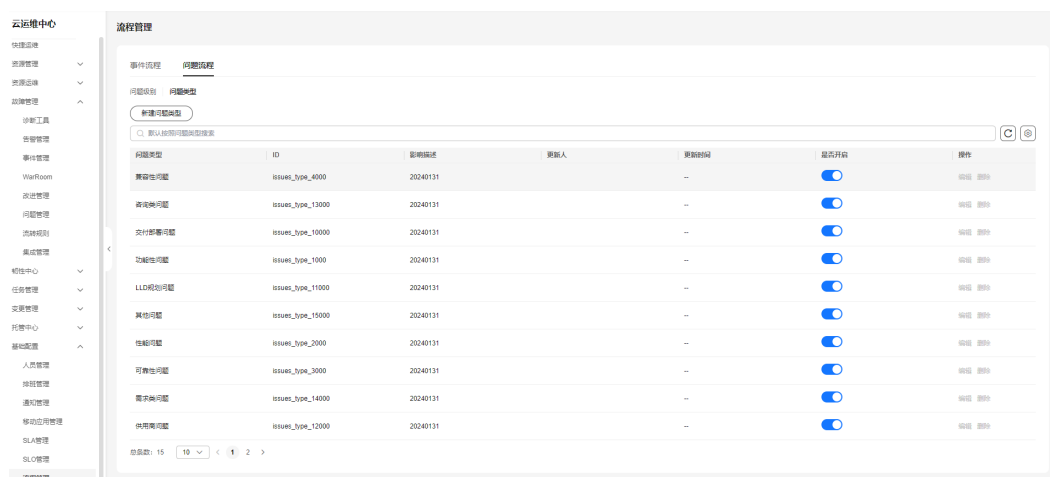 云运维中心
快捷运维
资源管理
资源运维
故障管理
诊断工具
告警管理
事件管理
WarRoom
改进管理
问题管理
流转规则
集成管理
韧性中心
任务管理
变更管理
托管中心
基础配置
人员管理
排班管理
通知管理
移动应用管理
SLA管理
SLO管理
流程管理
流程管理
事件流程 问题流程
问题级别 问题类型
新建问题类型
默认按照问题类型搜索
问题类型 ID 影响描述 更新人 更新时间 是否开启 操作
兼容性问题 issues_type_4000 20240131 -- 编辑 删除
咨询类问题 issues_type_13000 20240131 -- 编辑 删除
交付部署问题 issues_type_10000 20240131 -- 编辑 删除
功能性问题 issues_type_1000 20240131 -- 编辑 删除
LLD规划问题 issues_type_11000 20240131 -- 编辑 删除
其他问题 issues_type_15000 20240131 -- 编辑 删除
性能问题 issues_type_2000 20240131 -- 编辑 删除
可靠性问题 issues_type_3000 20240131 -- 编辑 删除
需求类问题 issues_type_14000 20240131 -- 编辑 删除
供用商问题 issues_type_12000 20240131 -- 编辑 删除
总条数: 15 10 < 1 2 >